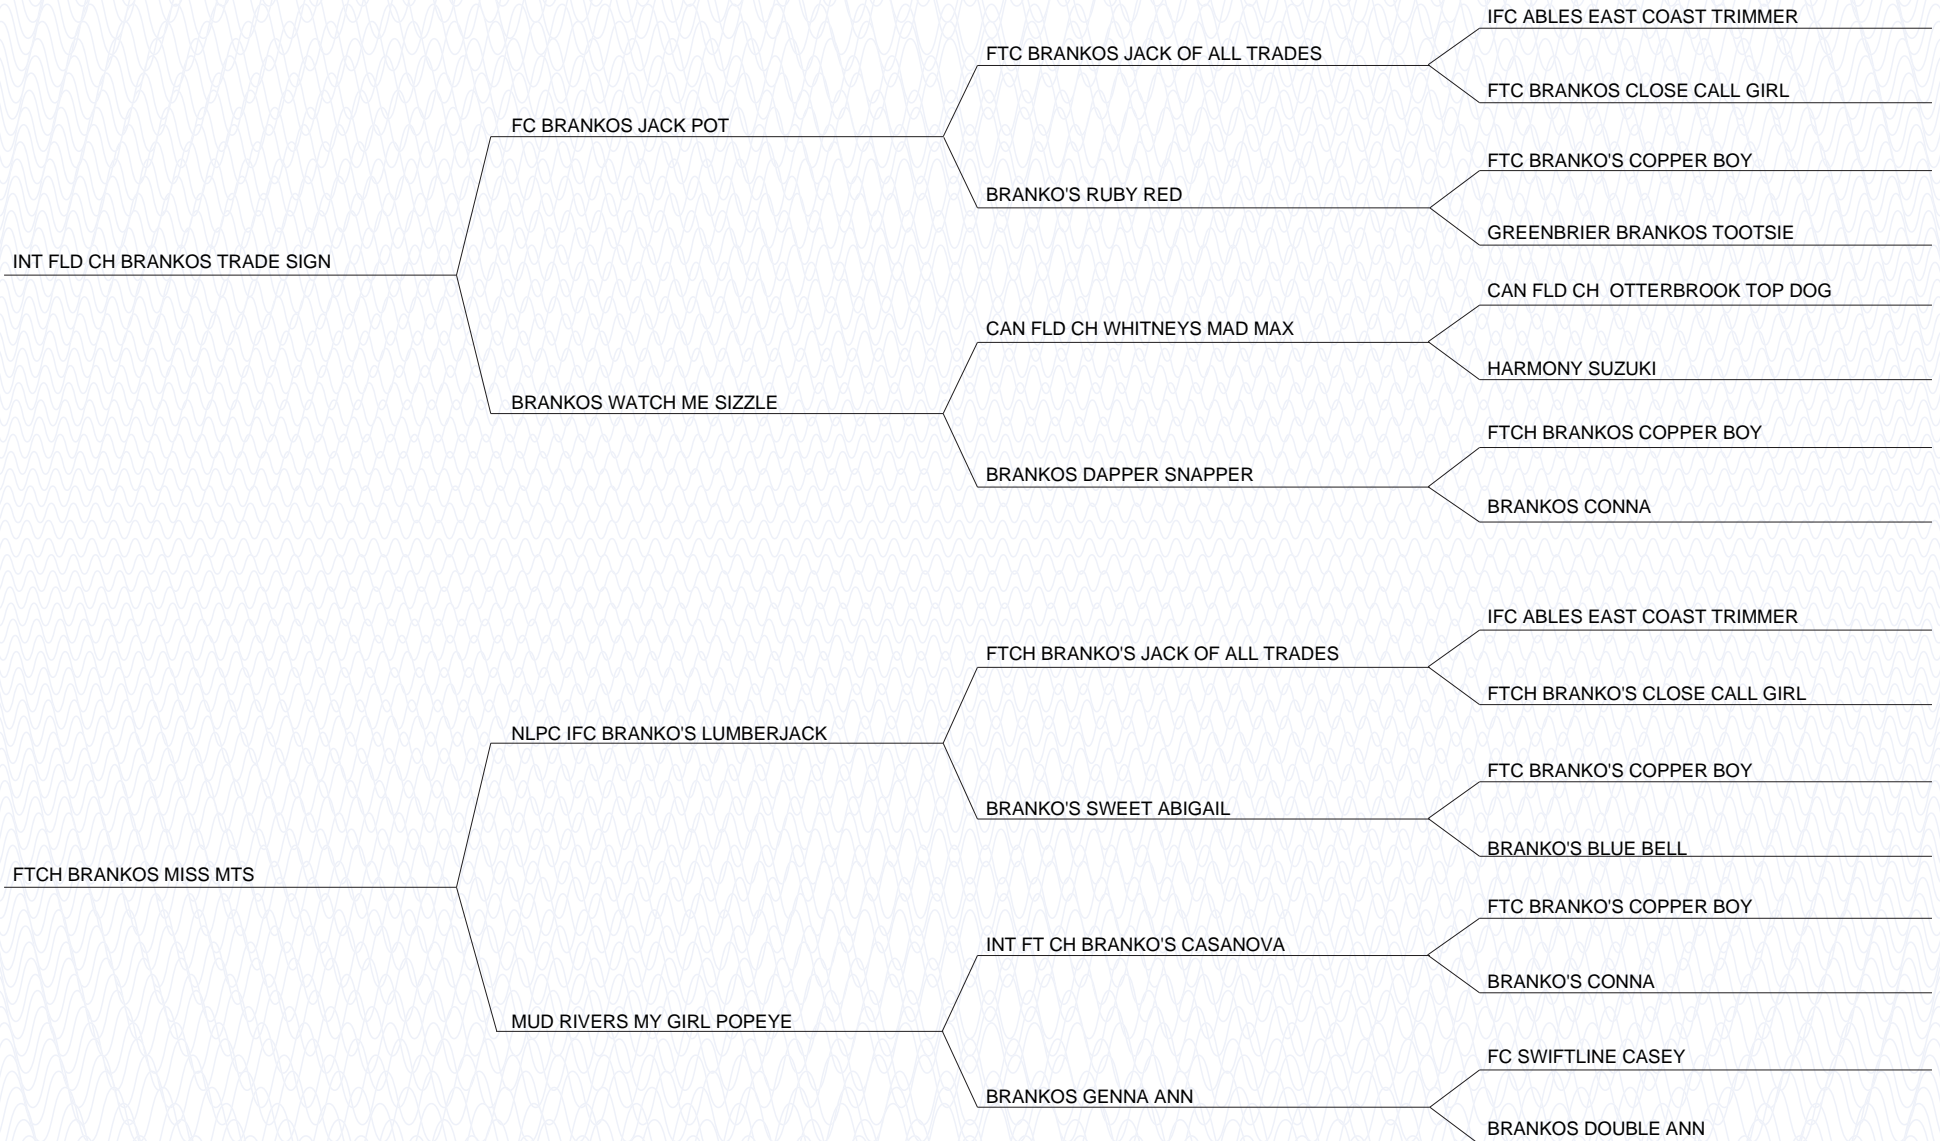 IFC ABLES EAST COAST TRIMMER
FTC BRANKOS JACK OF ALL TRADES
FTC BRANKOS CLOSE CALL GIRL
FC BRANKOS JACK POT
FTC BRANKO'S COPPER BOY
BRANKO'S RUBY RED
GREENBRIER BRANKOS TOOTSIE
INT FLD CH BRANKOS TRADE SIGN
CAN FLD CH  OTTERBROOK TOP DOG
CAN FLD CH WHITNEYS MAD MAX
HARMONY SUZUKI
BRANKOS WATCH ME SIZZLE
FTCH BRANKOS COPPER BOY
BRANKOS DAPPER SNAPPER
BRANKOS CONNA
IFC ABLES EAST COAST TRIMMER
FTCH BRANKO'S JACK OF ALL TRADES
FTCH BRANKO'S CLOSE CALL GIRL
NLPC IFC BRANKO'S LUMBERJACK
FTC BRANKO'S COPPER BOY
BRANKO'S SWEET ABIGAIL
BRANKO'S BLUE BELL
FTCH BRANKOS MISS MTS
FTC BRANKO'S COPPER BOY
INT FT CH BRANKO'S CASANOVA
BRANKO'S CONNA
MUD RIVERS MY GIRL POPEYE
FC SWIFTLINE CASEY
BRANKOS GENNA ANN
BRANKOS DOUBLE ANN